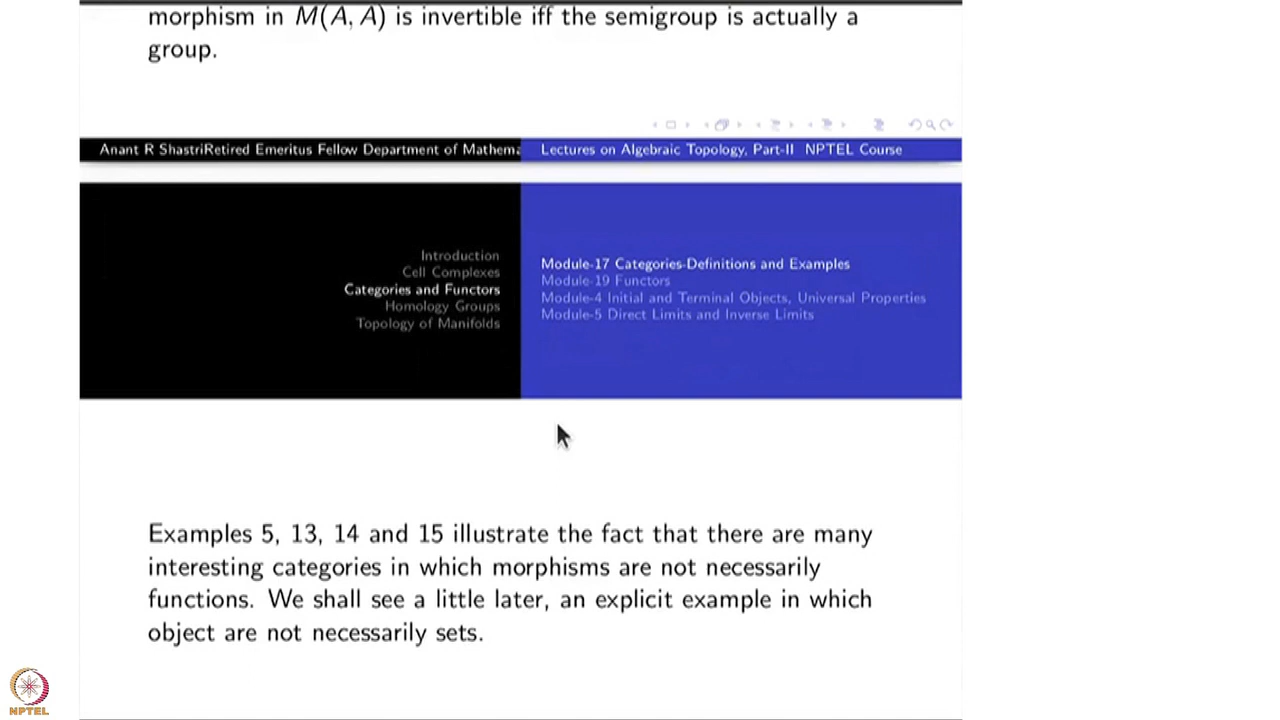 morphism in M(A, A) is invertible iff the semigroup is actually a
group.
Anant R ShastriRetired Emeritus Fellow Department of Mathema
Lectures on Algebraic Topology, Part-II NPTEL Course
Introduction
Cell Complexes
Categories and Functors
Homology Groups
Topology of Manifolds
Module-17 Categories-Definitions and Examples
Module-19 Functors
Module-4 Initial and Terminal Objects, Universal Properties
Module-5 Direct Limits and Inverse Limits
Examples 5, 13, 14 and 15 illustrate the fact that there are many
interesting categories in which morphisms are not necessarily
functions. We shall see a little later, an explicit example in which
object are not necessarily sets.
NPTEL